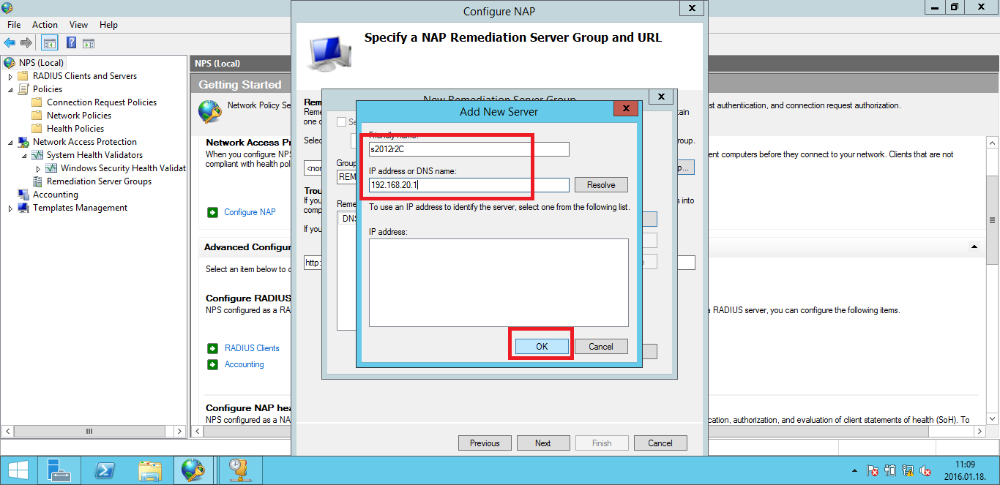 Configure NAP
File Action View Help
Specify a NAP Remediation Server Group and URL
NPS (Local)
RADIUS Clients and Servers
Policies
Connection Request Policies
Network Policies
Health Policies
Network Access Protection
System Health Validators
Windows Security Health Validat
Remediation Server Groups
Accounting
Templates Management
NPS (Local)
Getting Started
Network Policy Se
st authentication, and connection request authorization.
Network Access Pr
When you configure NPS
compliant with health poli
ent computers before they connect to your network. Clients that are not
Configure NAP
Advanced Configur
Select an item below to c
Configure RADIUS
NPS configured as a RA
a RADIUS server, you can configure the following items.
RADIUS Clients
Accounting
Configure NAP hea
NPS configured as a NA
cation, authorization, and evaluation of client statements of health (SoH). To
Rem
Reme
one o
Selec
<nor
Trou
If you
comp
If you
http:
tain
roup.
p...
s into
New Remediation Server Group
Se
Group
REM
Reme
DNS
Add New Server
Friendly name:
s2012r2C
IP address or DNS name:
192.168.20.1
Resolve
To use an IP address to identify the server, select one from the following list.
IP address:
OK Cancel
Previous Next Finish Cancel
11:09
2016.01.18.